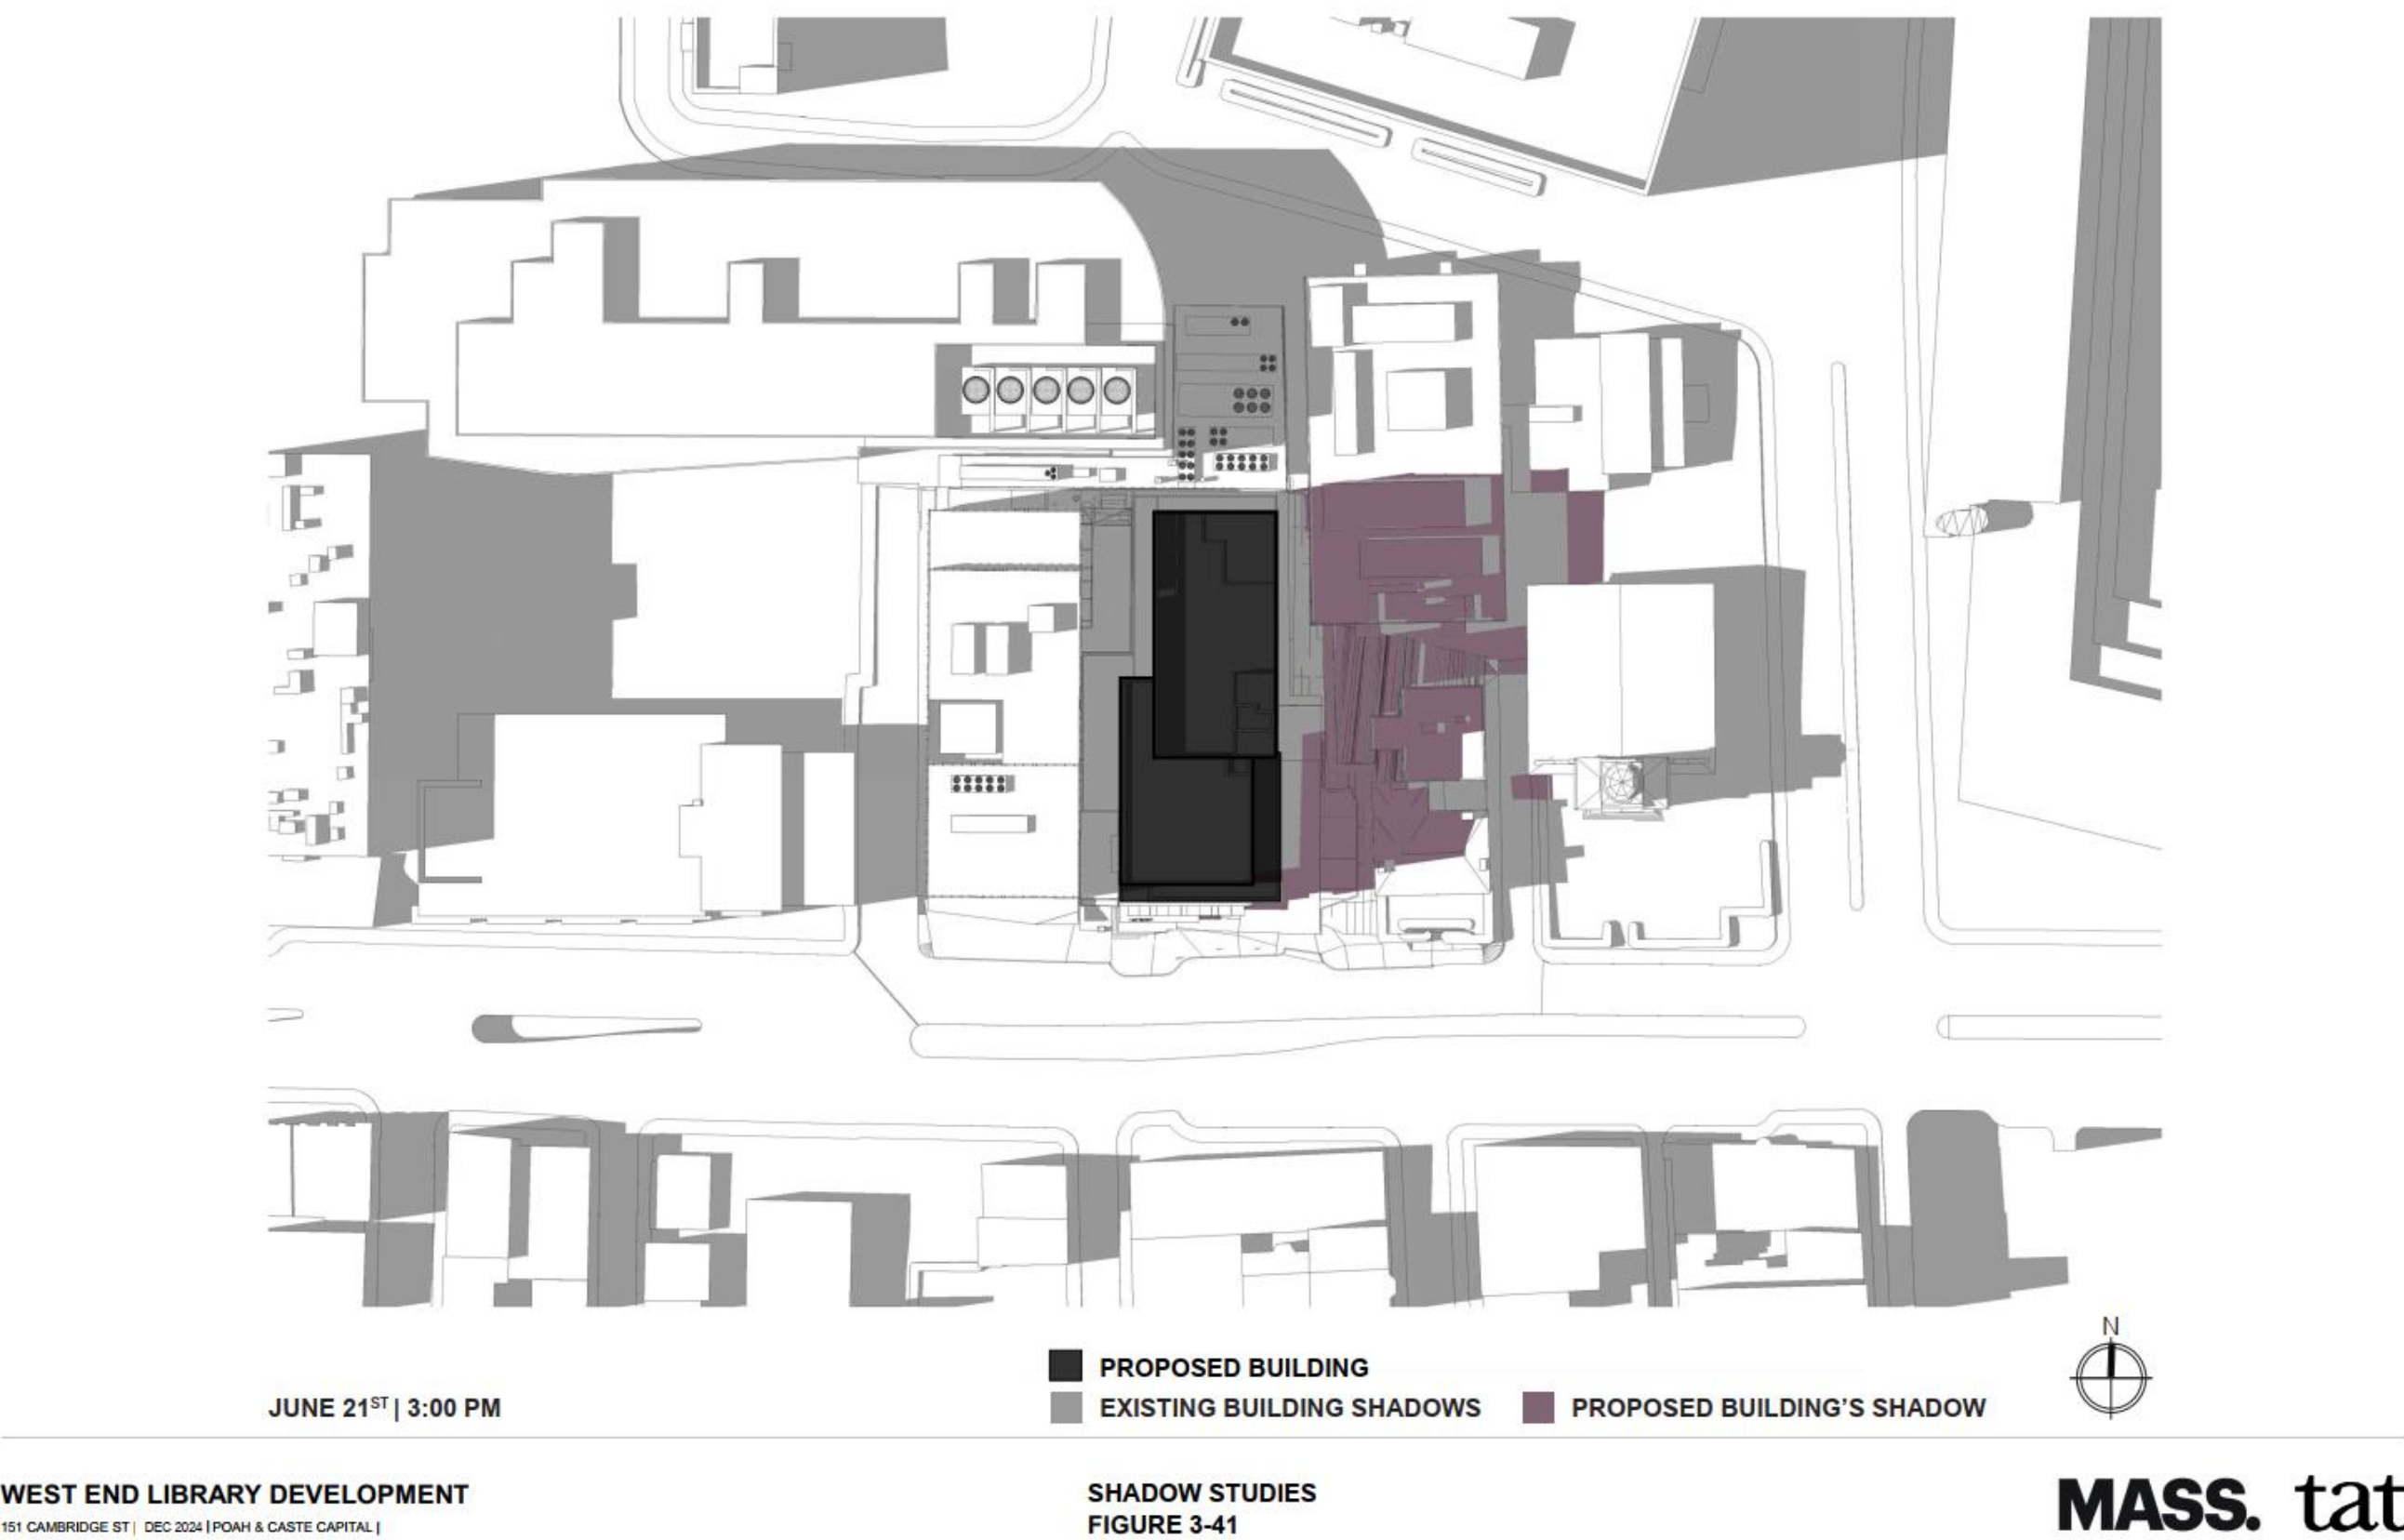 N
PROPOSED BUILDING
JUNE 21ST | 3:00 PM
EXISTING BUILDING SHADOWS
PROPOSED BUILDING'S SHADOW
WEST END LIBRARY DEVELOPMENT
151 CAMBRIDGE ST | DEC 2024 | POAH & CASTE CAPITAL |
SHADOW STUDIES
FIGURE 3-41
MASS. tat